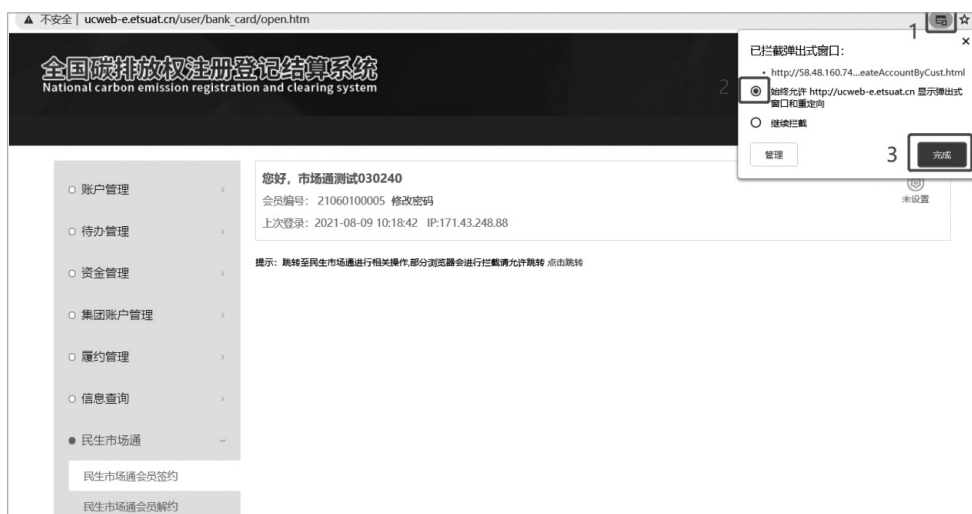 不安全 | ucweb-e.etsuat.cn/user/bank_card/open.htm
1
已拦截弹出式窗口：
• http://58.48.160.74...eateAccountByCust.html
2
始终允许 http://ucweb-e.etsuat.cn 显示弹出式
窗口和重定向
继续拦截
管理
3
完成
全国碳排放权注册登记结算系统
National carbon emission registration and clearing system
账户管理
待办管理
资金管理
集团账户管理
履约管理
信息查询
民生市场通
民生市场通会员签约
民生市场通会员解约
您好，市场通测试030240
会员编号： 21060100005 修改密码
上次登录：2021-08-09 10:18:42 IP:171.43.248.88
未设置
提示：跳转至民生市场通进行相关操作,部分浏览器会进行拦截请允许跳转 点击跳转